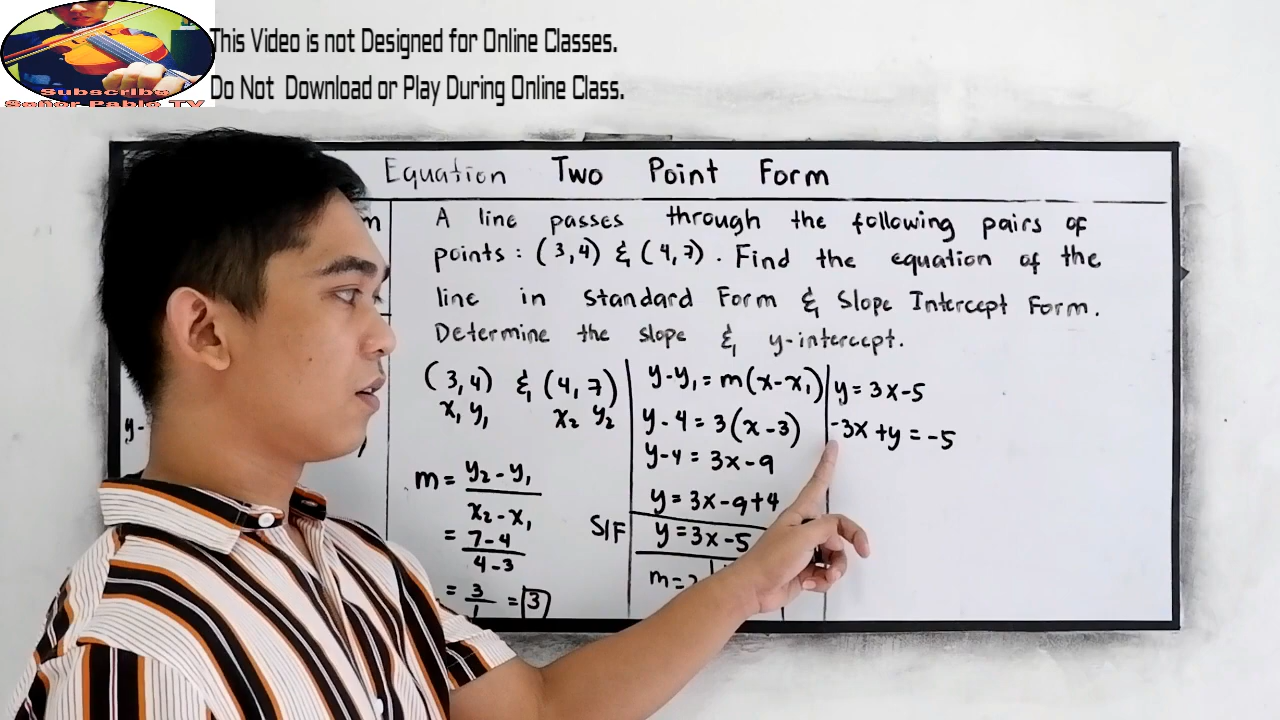 This Video is not Designed for Online Classes.
Do Not Download or Play During Online Class.
Subscribe
Señor Pablo TV
Equation Two Point Form
A line passes through the following pairs of
points : (3,4) & (4,7). Find the equation of the
line in Standard Form & Slope Intercept Form.
Determine the slope & y-intercept.
(3,4) & (4,7)
x₁ y₁ x₂ y₂
m = y₂ - y₁
x₂ - x₁
= 7-4
4-3
= 3
1
= 3
y-y₁ = m(x-x₁)
y-4 = 3(x-3)
y-4 = 3x-9
y = 3x-9+4
SIF y = 3x-5
y = 3x-5
-3x+y = -5